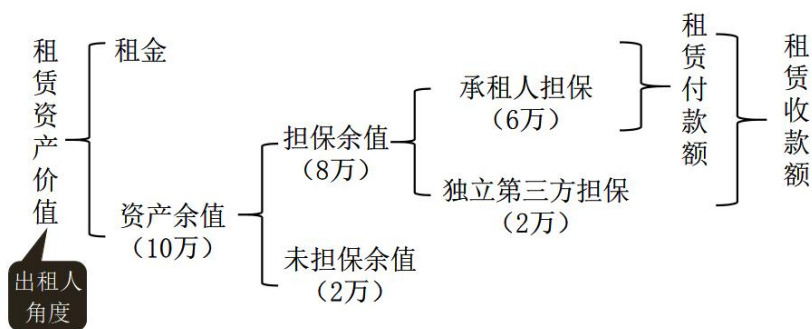 租赁资产价值
出租人
角度
租金
资产余值
(10万)
担保余值
(8万)
未担保余值
(2万)
承租人担保
(6万)
独立第三方担保
(2万)
租赁付款额
租赁收款额